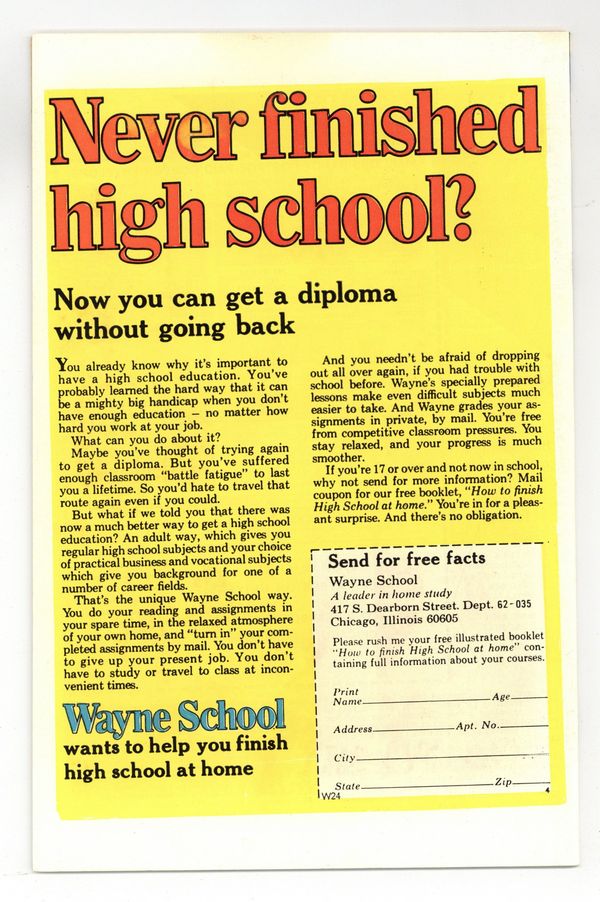 Never finished
high school?
Now you can get a diploma
without going back
You already know why it's important to
have a high school education. You've
probably learned the hard way that it can
be a mighty big handicap when you don't
have enough education — no matter how
hard you work at your job.
What can you do about it?
Maybe you've thought of trying again
to get a diploma. But you've suffered
enough classroom "battle fatigue" to last
you a lifetime. So you'd hate to travel that
route again even if you could.
But what if we told you that there was
now a much better way to get a high school
education? An adult way, which gives you
regular high school subjects and your choice
of practical business and vocational subjects
which give you background for one of a
number of career fields.
That's the unique Wayne School way.
You do your reading and assignments in
your spare time, in the relaxed atmosphere
of your own home, and "turn in" your com-
pleted assignments by mail. You don't have
to give up your present job. You don't
have to study or travel to class at incon-
venient times.
Wayne School
wants to help you finish
high school at home
And you needn't be afraid of dropping
out all over again, if you had trouble with
school before. Wayne's specially prepared
lessons make even difficult subjects much
easier to take. And Wayne grades your as-
signments in private, by mail. You're free
from competitive classroom pressures. You
stay relaxed, and your progress is much
smoother.
If you're 17 or over and not now in school,
why not send for more information? Mail
coupon for our free booklet, "How to finish
High School at home." You're in for a pleas-
ant surprise. And there's no obligation.
Send for free facts
Wayne School
A leader in home study
417 S. Dearborn Street. Dept. 62-035
Chicago, Illinois 60605
Please rush me your free illustrated booklet
"How to finish High School at home" con-
taining full information about your courses.
Print
Name Age
Address Apt. No.
City
State Zip
W24 4